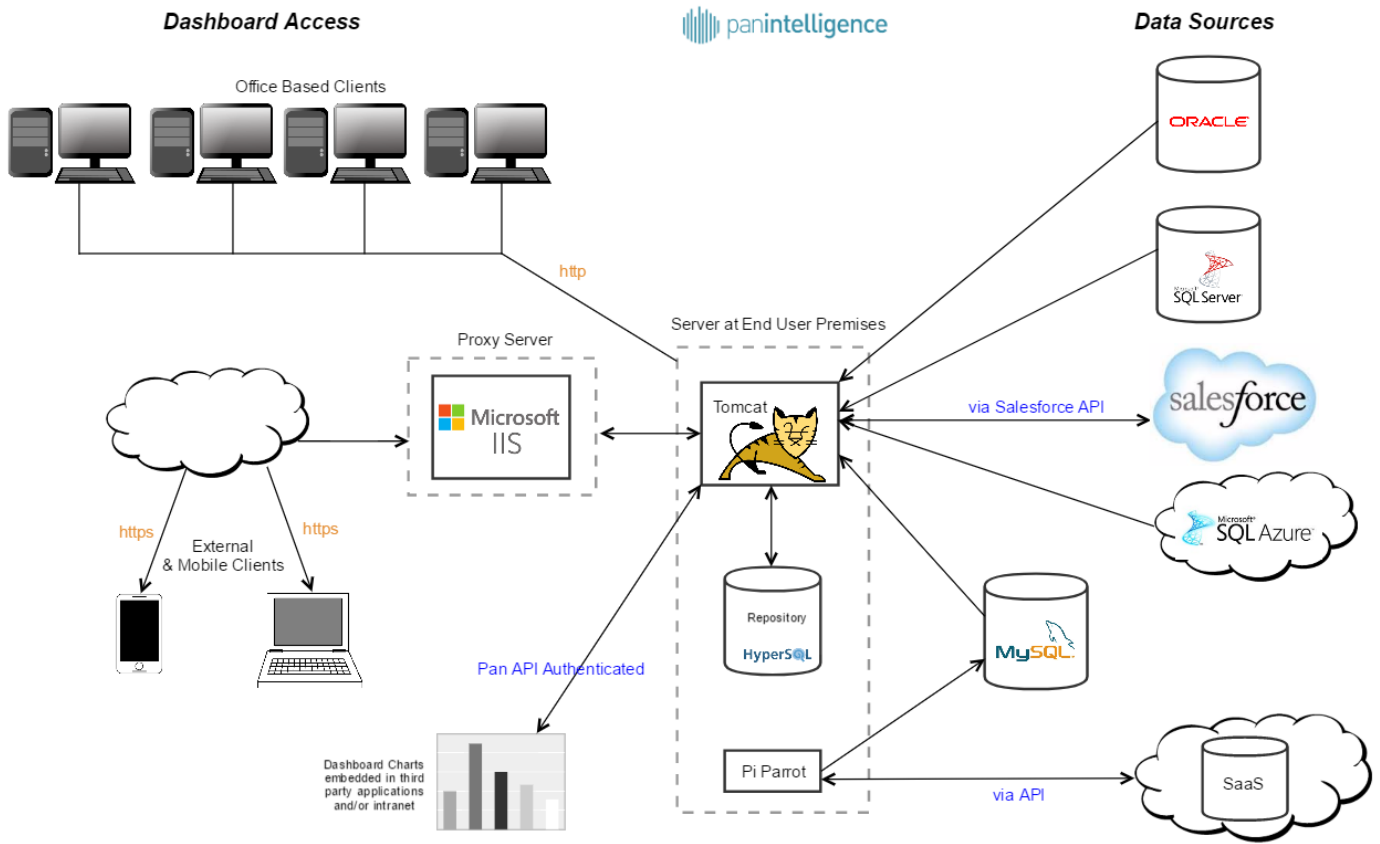 Dashboard Access
panintelligence
Data Sources
Office Based Clients
ORACLE
http
Microsoft
SQL Server
Server at End User Premises
Proxy Server
Microsoft
IIS
Tomcat
via Salesforce API
salesforce
https
https
External
& Mobile Clients
Microsoft
SQL Azure
Repository
HyperSQL
MySQL
Pan API Authenticated
Dashboard Charts
embedded in third
party applications
and/or intranet
Pi Parrot
via API
SaaS